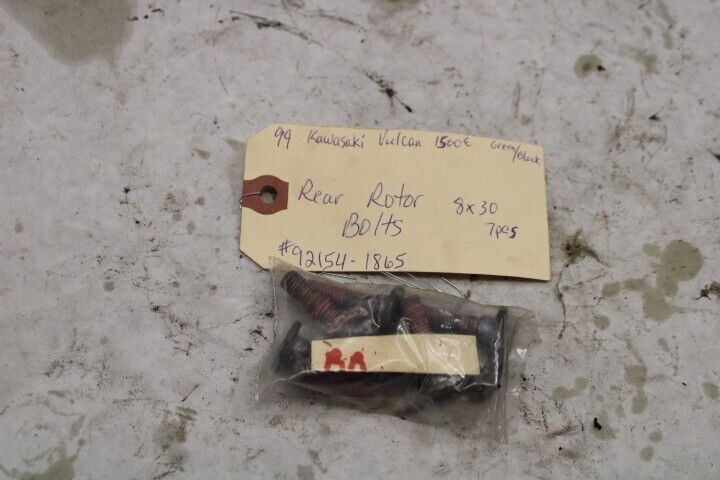 99 Kawasaki Vulcan 1500E Green/Black
Rear Rotor 8x30
Bolts 7pcs
#92154-1865